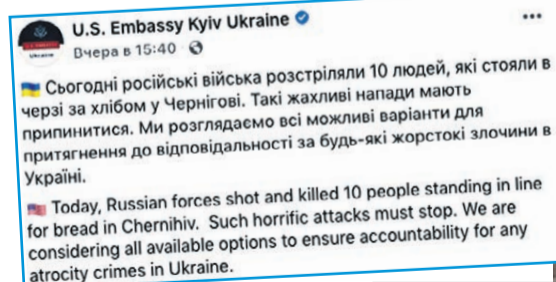 U.S. Embassy Kyiv Ukraine
Вчера в 15:40
Сьогодні російські війська розстріляли 10 людей, які стояли в
черзі за хлібом у Чернігові. Такі жахливі напади мають
припинитися. Ми розглядаємо всі можливі варіанти для
притягнення до відповідальності за будь-які жорстокі злочини в
Україні.
Today, Russian forces shot and killed 10 people standing in line
for bread in Chernihiv. Such horrific attacks must stop. We are
considering all available options to ensure accountability for any
atrocity crimes in Ukraine.